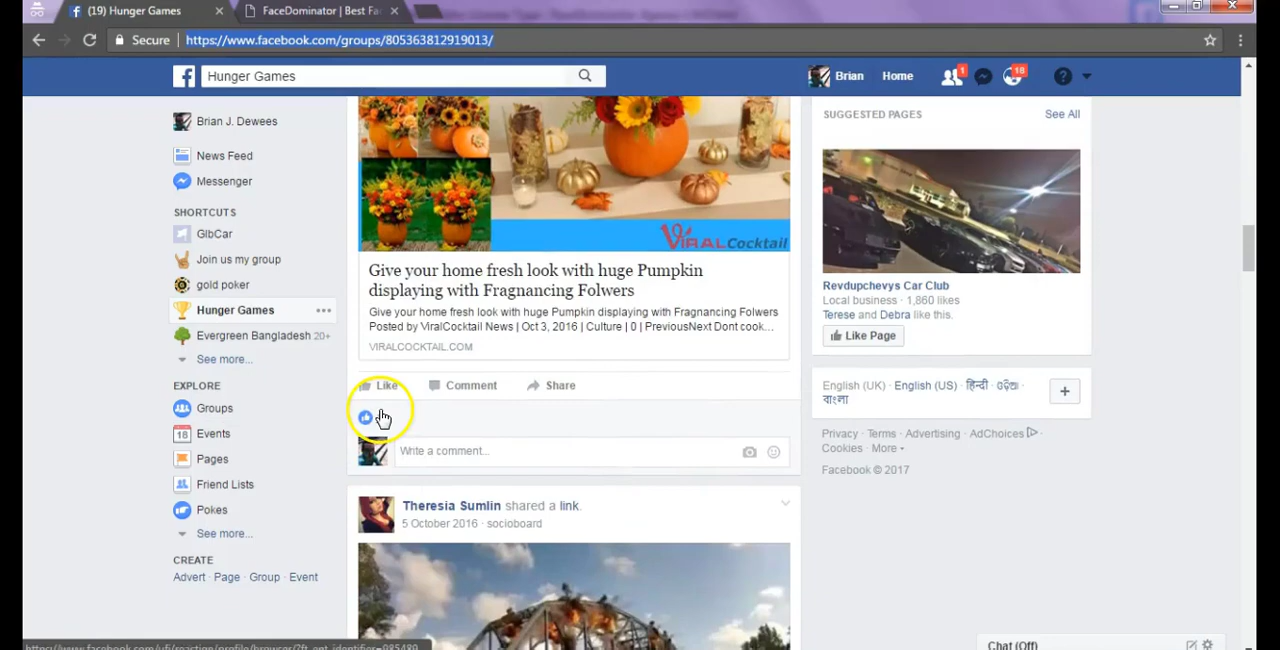 (19) Hunger Games
FaceDominator | Best Fa
Secure
https://www.facebook.com/groups/805363812919013/
Hunger Games
Brian
Home
1
18
Brian J. Dewees
News Feed
Messenger
SHORTCUTS
GlbCar
Join us my group
gold poker
Hunger Games
Evergreen Bangladesh 20+
See more...
EXPLORE
Groups
18 Events
Pages
Friend Lists
Pokes
See more...
CREATE
Advert · Page · Group · Event
VIRALCocktail
Give your home fresh look with huge Pumpkin
displaying with Fragnancing Folwers
Give your home fresh look with huge Pumpkin displaying with Fragnancing Folwers
Posted by ViralCocktail News | Oct 3, 2016 | Culture | 0 | PreviousNext Dont cook...
VIRALCOCKTAIL.COM
Like Comment Share
Write a comment...
Theresia Sumlin shared a link.
5 October 2016 · socioboard
SUGGESTED PAGES
See All
Revdupchevys Car Club
Local business · 1,860 likes
Terese and Debra like this.
Like Page
English (UK) · English (US) · हिन्दी · ଓଡ଼ିଆ ·
বাংলা
Privacy · Terms · Advertising · AdChoices ·
Cookies · More
Facebook © 2017
Chat (Off)